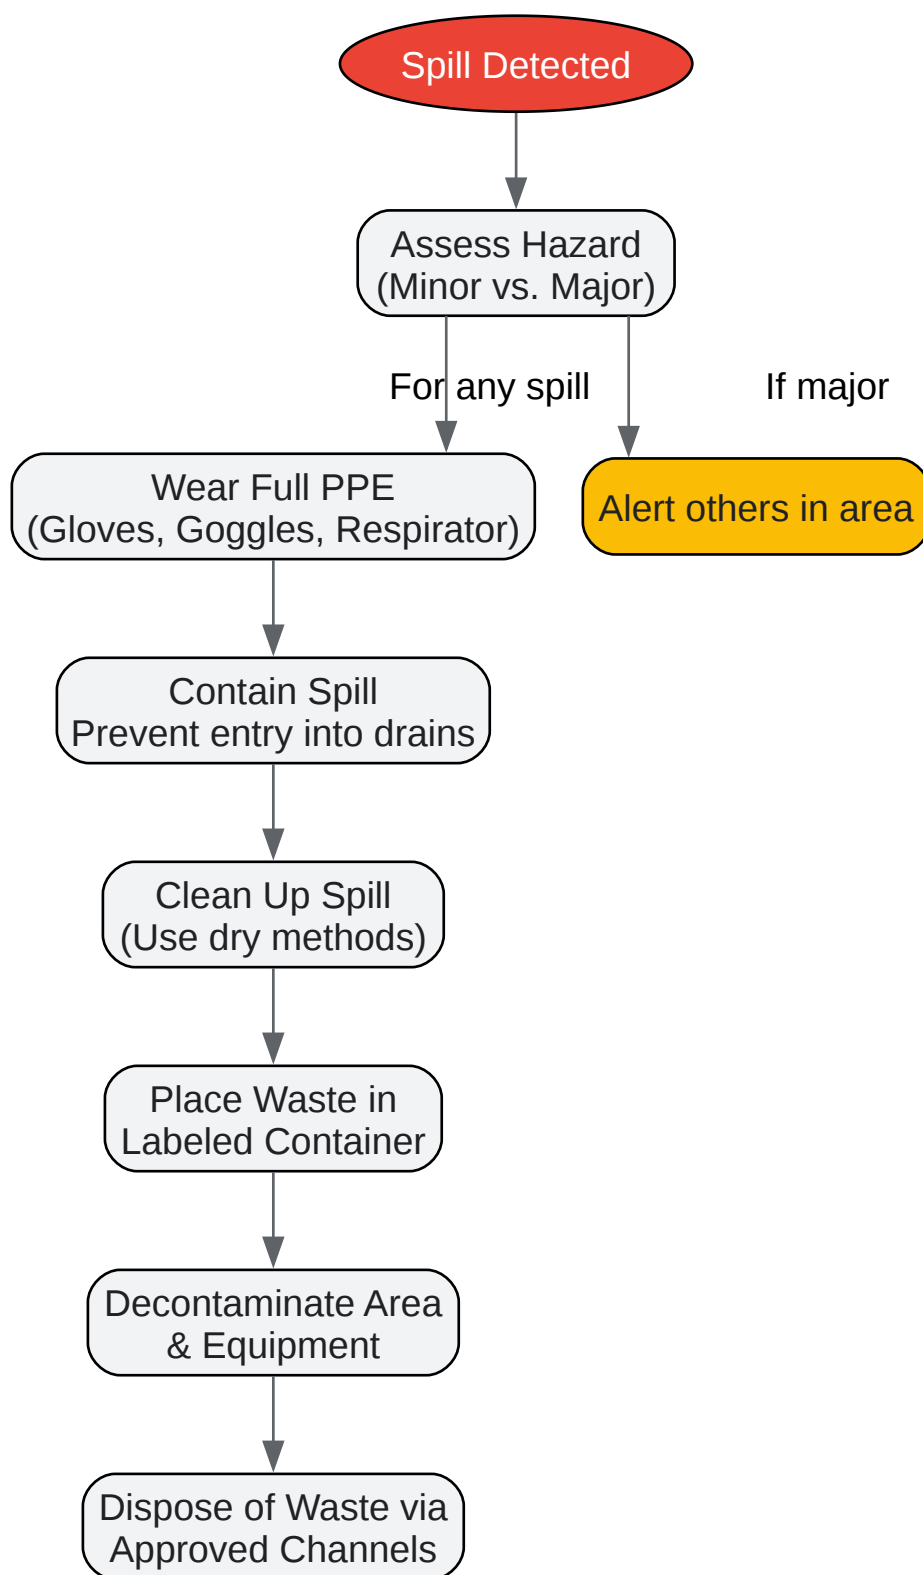 Spill Detected
Assess Hazard
(Minor vs. Major)
For any spill
If major
Wear Full PPE
(Gloves, Goggles, Respirator)
Alert others in area
Contain Spill
Prevent entry into drains
Clean Up Spill
(Use dry methods)
Place Waste in
Labeled Container
Decontaminate Area
& Equipment
Dispose of Waste via
Approved Channels